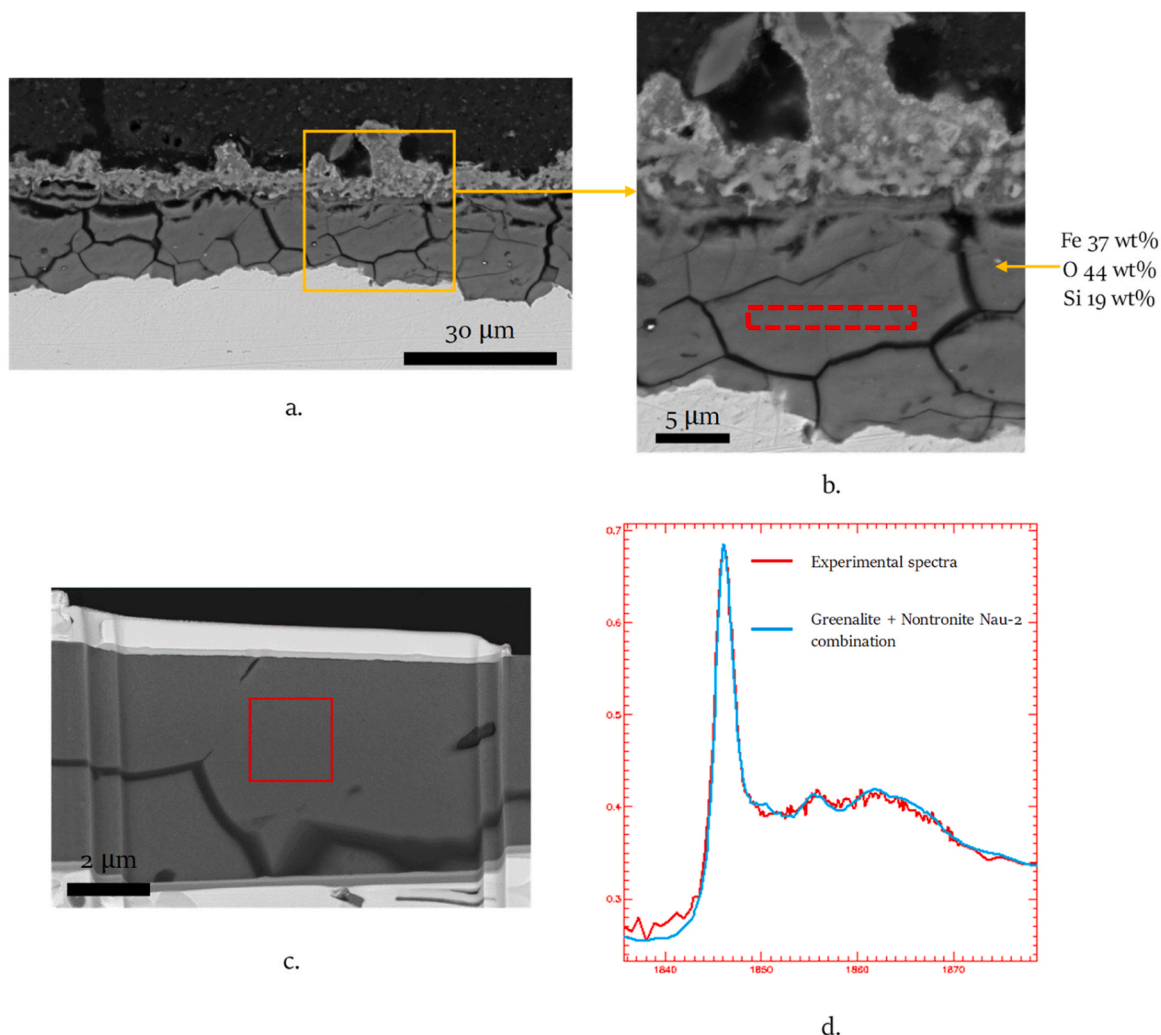 30 µm
a.
5 µm
Fe 37 wt%
O 44 wt%
Si 19 wt%
b.
2 µm
c.
0.7
0.6
0.5
0.4
0.3
1840
1850
1860
1870
Experimental spectra
Greenalite + Nontronite Nau-2
combination
d.